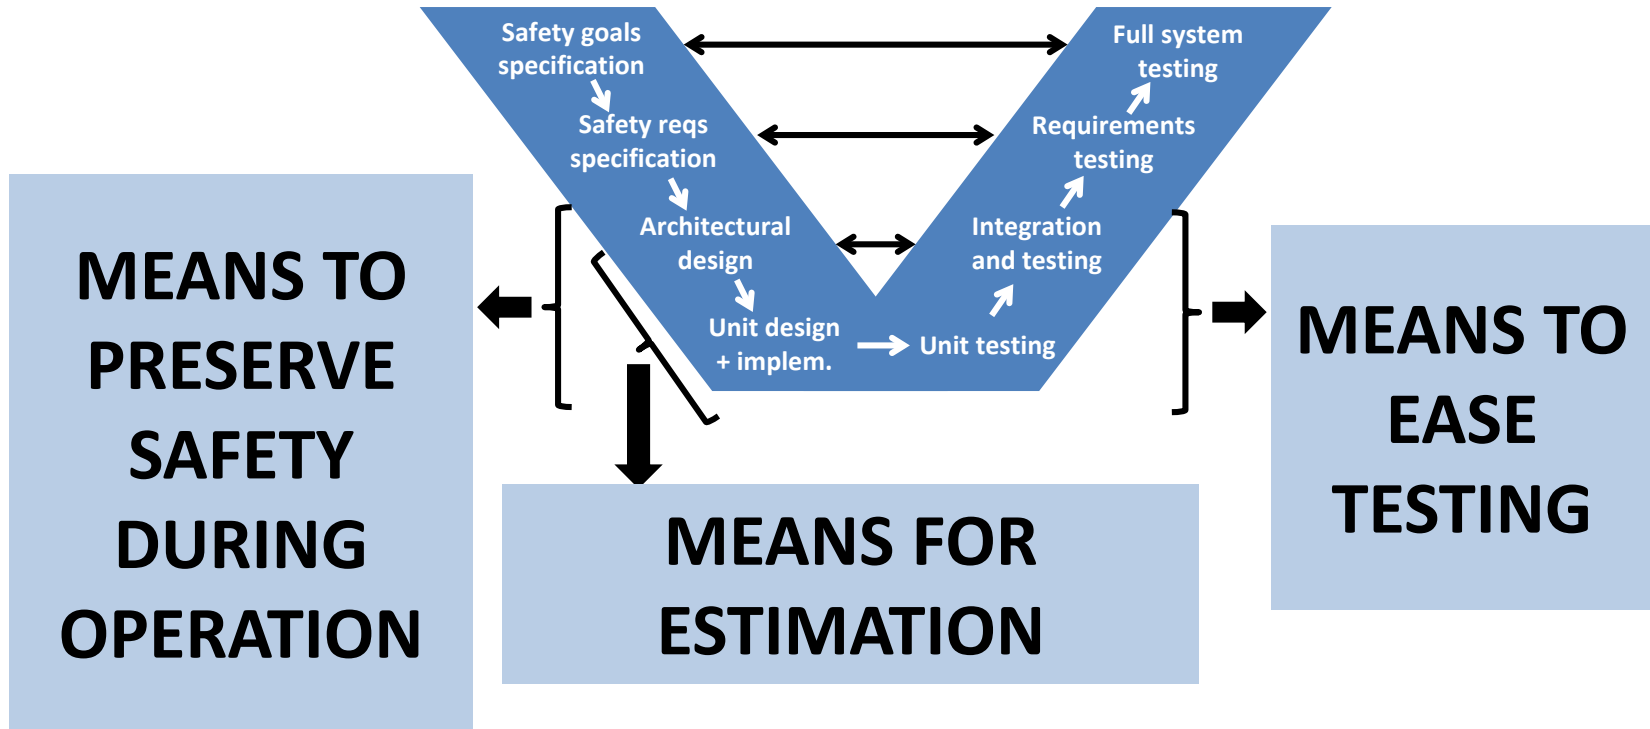 Safety goals
specification
Safety reqs
specification
Architectural
design
Unit design
+ implem.
Unit testing
Integration
and testing
Requirements
testing
Full system
testing
MEANS TO
PRESERVE
SAFETY
DURING
OPERATION
MEANS FOR
ESTIMATION
MEANS TO
EASE
TESTING